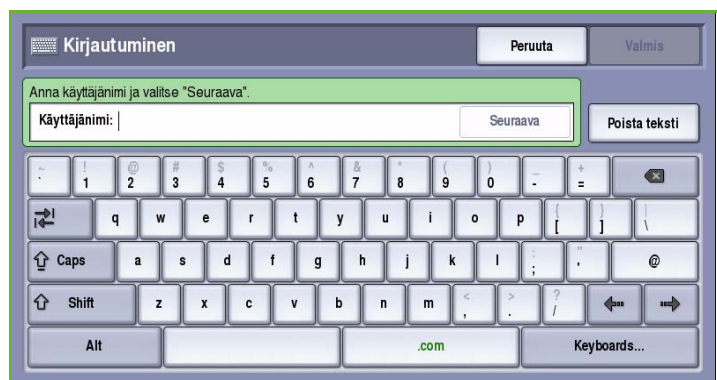 Kirjautuminen Peruuta Valmis
Anna käyttäjänimi ja valitse "Seuraava".
Käyttäjänimi: Seuraava Poista teksti
~ ! @ # $ % ^ & * ( ) _ +
` 1 2 3 4 5 6 7 8 9 0 - =
{ } |
q w e r t y u i o p [ ] \
: "
Caps a s d f g h j k l ; ' @
< > ?
Shift z x c v b n m , . /
Alt .com Keyboards...